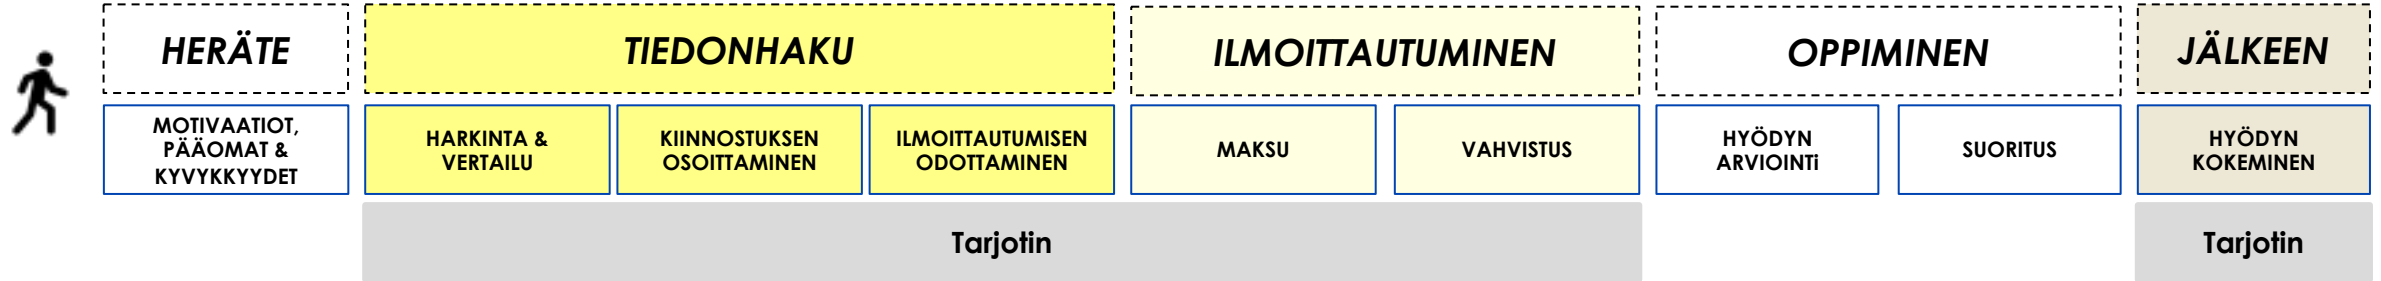 HERÄTE
TIEDONHAKU
ILMOITTAUTUMINEN
OPPIMINEN
JÄLKEEN
MOTIVAATIOT,
PÄÄOMAT &
KYVYKKYYDET
HARKINTA &
VERTAILU
KIINNOSTUKSEN
OSOITTAMINEN
ILMOITTAUTUMISEN
ODOTTAMINEN
MAKSU
VAHVISTUS
HYÖDYN
ARVIOINTi
SUORITUS
HYÖDYN
KOKEMINEN
Tarjotin
Tarjotin